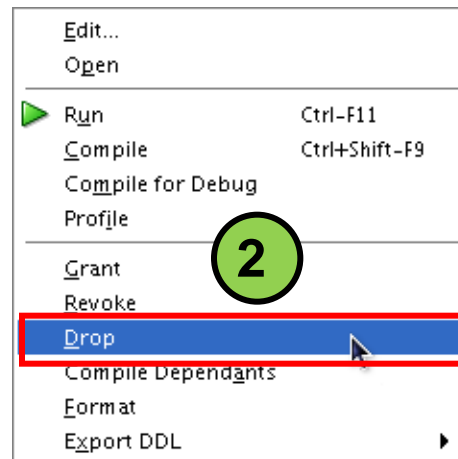 Edit...
Open
Run Ctrl-F11
Compile Ctrl+Shift-F9
Compile for Debug
Profile
2
Grant
Revoke
Drop
Compile Dependants
Format
Export DDL